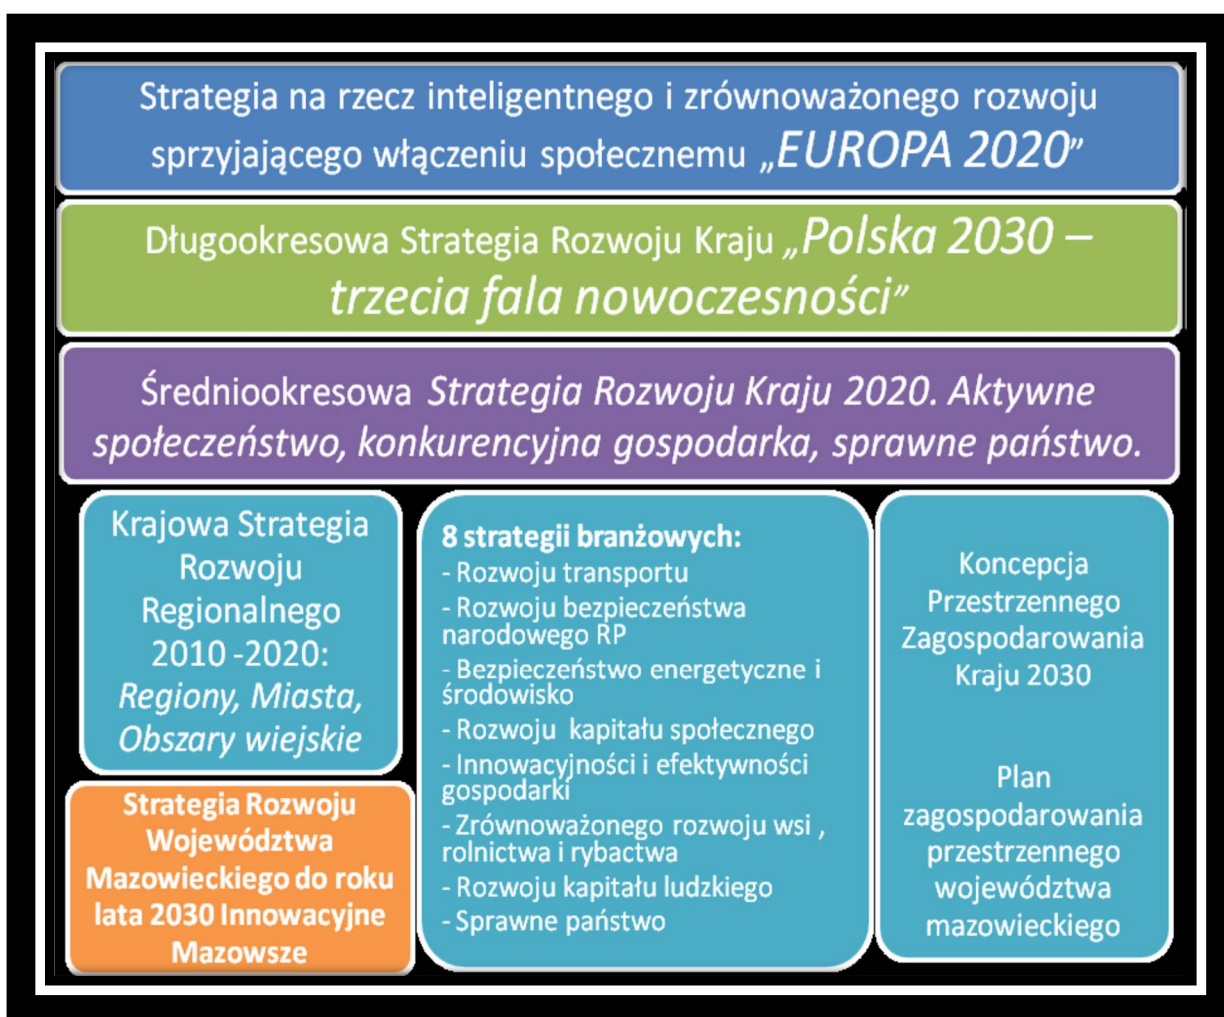 Strategia na rzecz inteligentnego i zrównoważonego rozwoju
sprzyjającego włączeniu społecznemu „EUROPA 2020”
Długookresowa Strategia Rozwoju Kraju „Polska 2030 –
trzecia fala nowoczesności”
Średniookresowa Strategia Rozwoju Kraju 2020. Aktywne
społeczeństwo, konkurencyjna gospodarka, sprawne państwo.
Krajowa Strategia
Rozwoju
Regionalnego
2010 -2020:
Regiony, Miasta,
Obszary wiejskie
Strategia Rozwoju
Województwa
Mazowieckiego do roku
lata 2030 Innowacyjne
Mazowsze
8 strategii branżowych:
- Rozwoju transportu
- Rozwoju bezpieczeństwa
narodowego RP
- Bezpieczeństwo energetyczne i
środowisko
- Rozwoju kapitału społecznego
- Innowacyjności i efektywności
gospodarki
- Zrównoważonego rozwoju wsi ,
rolnictwa i rybactwa
- Rozwoju kapitału ludzkiego
- Sprawne państwo
Koncepcja
Przestrzennego
Zagospodarowania
Kraju 2030
Plan
zagospodarowania
przestrzennego
województwa
mazowieckiego